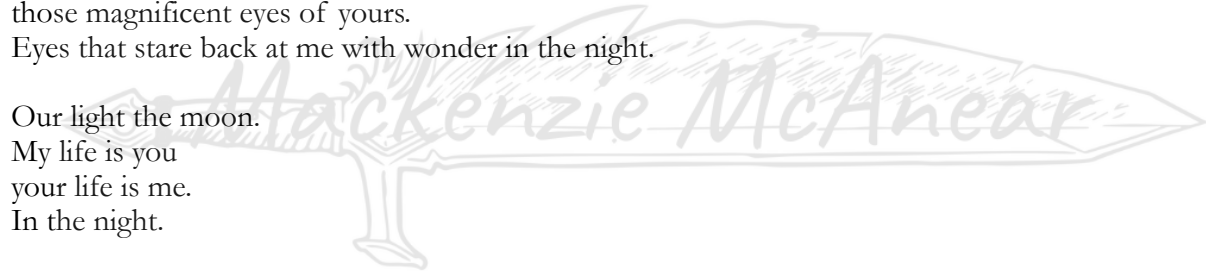 those magnificent eyes of yours.
Eyes that stare back at me with wonder in the night.
Mackenzie McAnear
Our light the moon.
My life is you
your life is me.
In the night.